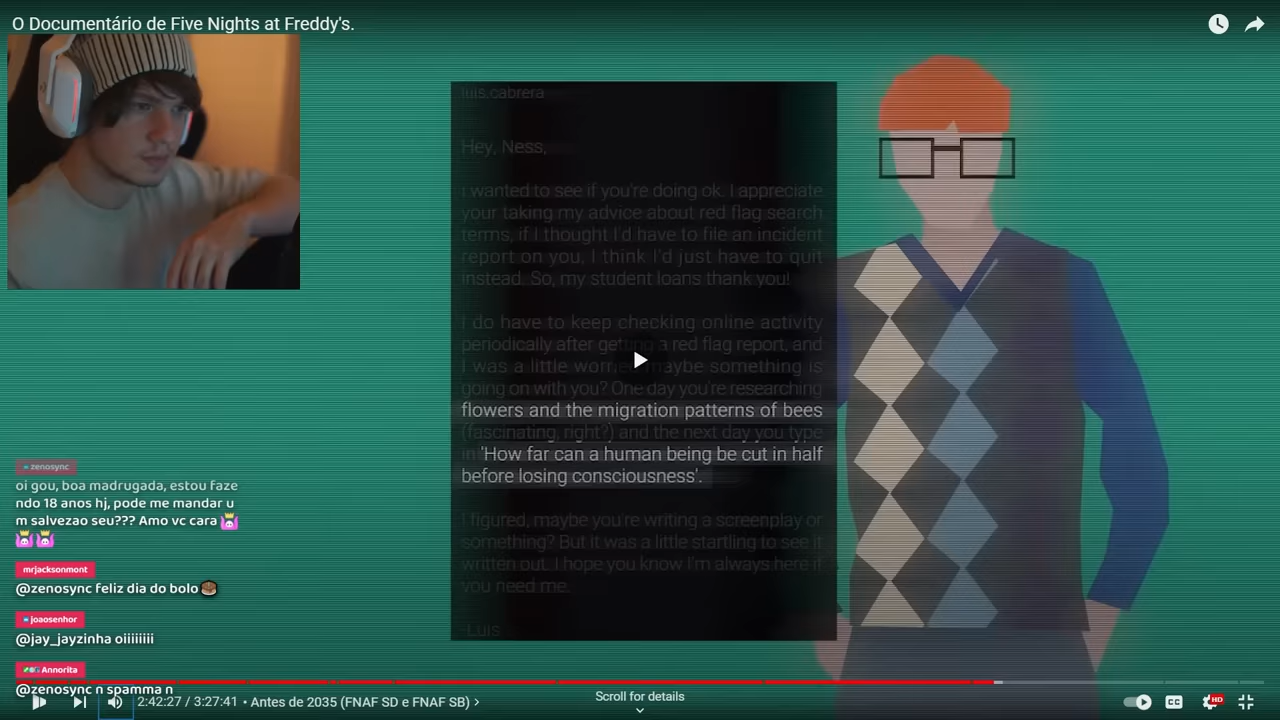 O Documentário de Five Nights at Freddy's.
luis.cabrera
Hey, Ness,
I wanted to see if you're doing ok. I appreciate
your taking my advice about red flag search
terms, if I thought I'd have to file an incident
report on you, I think I'd just have to quit
instead. So, my student loans thank you!
I do have to keep checking online activity
periodically after getting a red flag report, and
I was a little worried maybe something is
going on with you? One day you're researching
flowers and the migration patterns of bees
(fascinating, right?) and the next day you type
in 'How far can a human being be cut in half
before losing consciousness'.
I figured, maybe you're writing a screenplay or
something? But it was a little startling to see it
written out. I hope you know I'm always here if
you need me.
-Luis
zenosync
oi gou, boa madrugada, estou faze
ndo 18 anos hj, pode me mandar u
m salvezao seu??? Amo vc cara
mrjacksonmont
@zenosync feliz dia do bolo
joaosenhor
@jay_jayzinha oiiiiiiii
Annorita
@zenosync n spamma n
2:42:27 / 3:27:41 • Antes de 2035 (FNAF SD e FNAF SB) >
Scroll for details
CC
HD